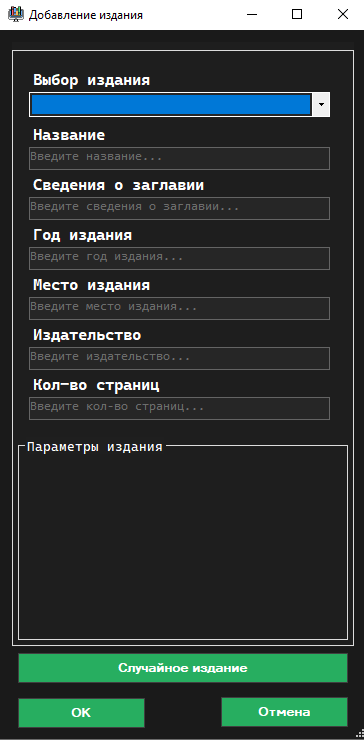 Добавление издания
Выбор издания
Название
Введите название...
Сведения о заглавии
Введите сведения о заглавии...
Год издания
Введите год издания...
Место издания
Введите место издания...
Издательство
Введите издательство...
Кол-во страниц
Введите кол-во страниц...
Параметры издания
Случайное издание
ОК
Отмена